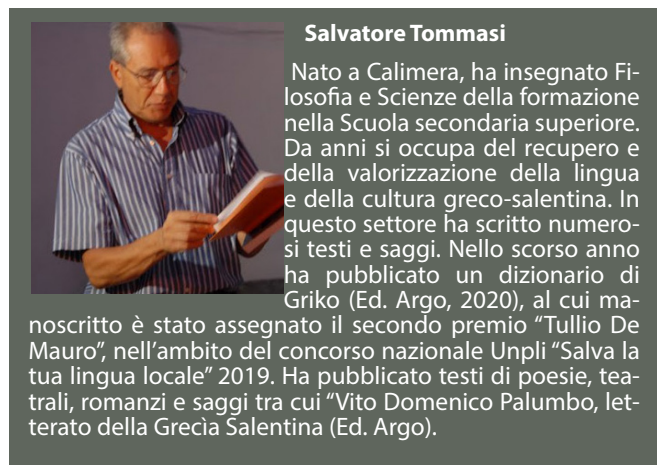 Salvatore Tommasi
Nato a Calimera, ha insegnato Fi-
losofia e Scienze della formazione
nella Scuola secondaria superiore.
Da anni si occupa del recupero e
della valorizzazione della lingua
e della cultura greco-salentina. In
questo settore ha scritto numero-
si testi e saggi. Nello scorso anno
ha pubblicato un dizionario di
Griko (Ed. Argo, 2020), al cui ma-
noscritto è stato assegnato il secondo premio “Tullio De
Mauro”, nell’ambito del concorso nazionale Unpli “Salva la
tua lingua locale” 2019. Ha pubblicato testi di poesie, tea-
trali, romanzi e saggi tra cui “Vito Domenico Palumbo, let-
terato della Grecìa Salentina (Ed. Argo).